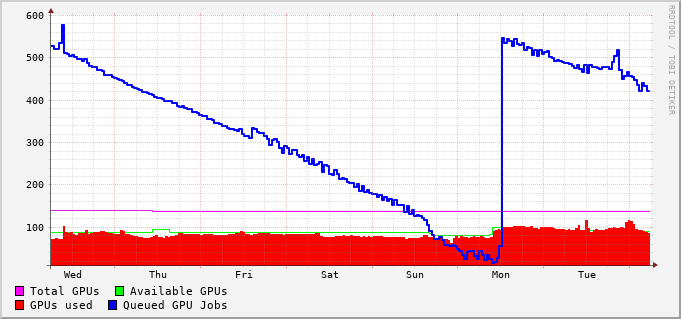 600
500
400
300
200
100
Wed Thu Fri Sat Sun Mon Tue
Total GPUs Available GPUs
GPUs used Queued GPU Jobs
RRDTOOL / TOBI OETIKER